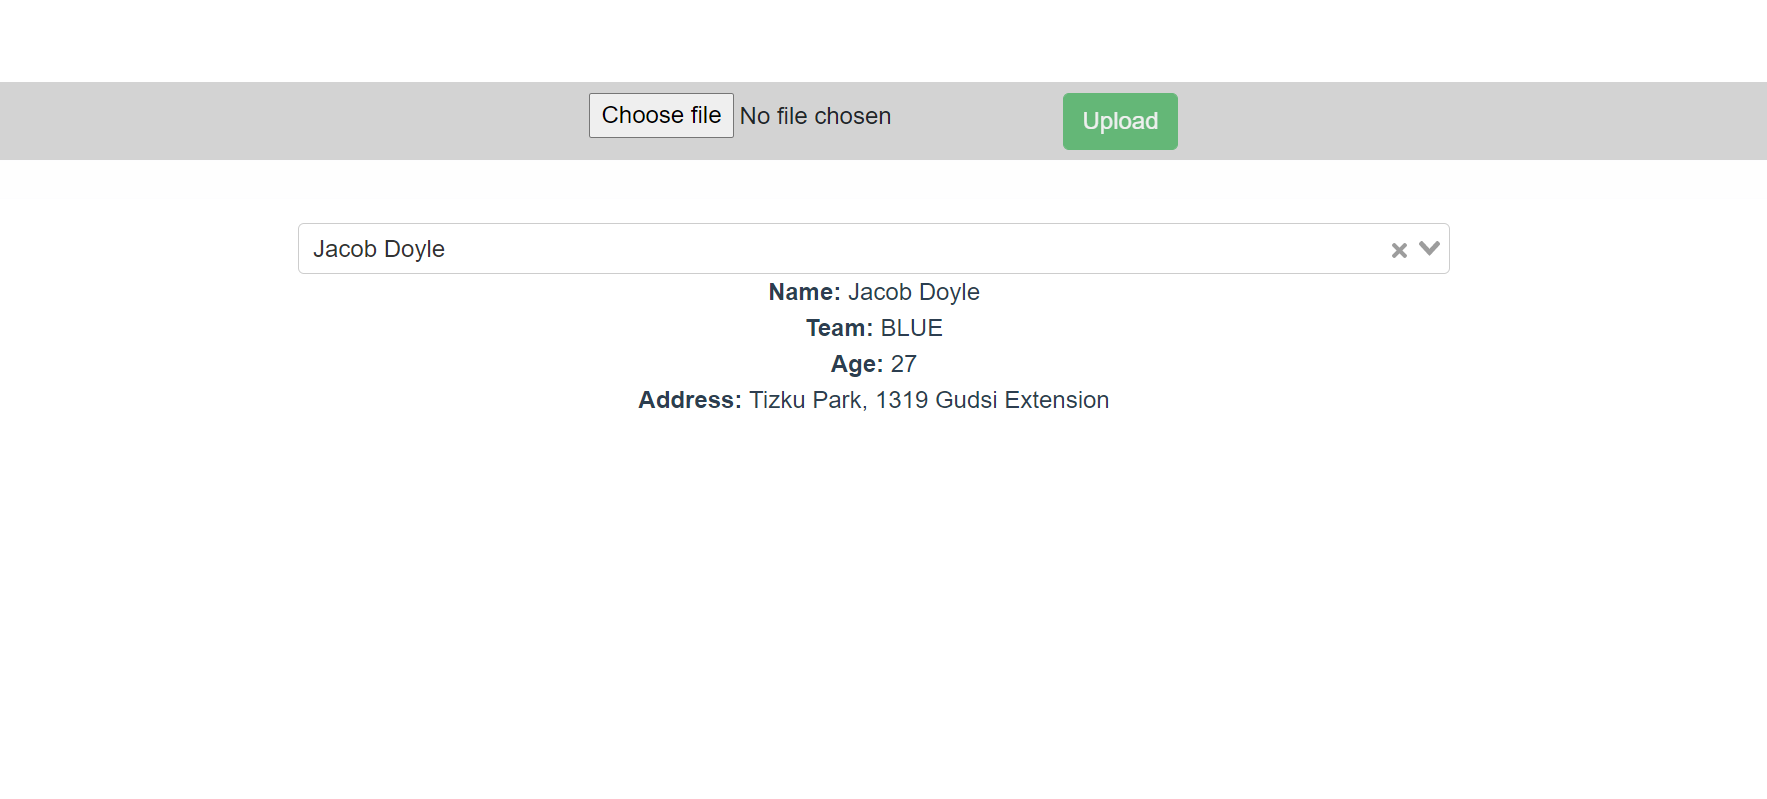 Choose file No file chosen Upload
Jacob Doyle
Name: Jacob Doyle
Team: BLUE
Age: 27
Address: Tizku Park, 1319 Gudsi Extension